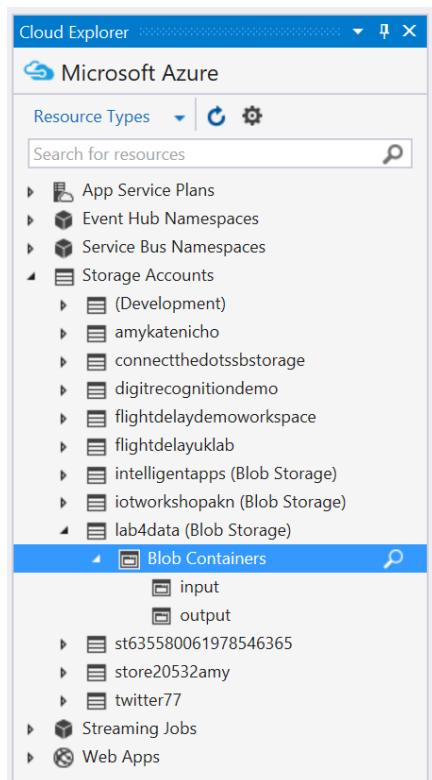 Cloud Explorer
Microsoft Azure
Resource Types
Search for resources
App Service Plans
Event Hub Namespaces
Service Bus Namespaces
Storage Accounts
(Development)
amykatenicho
connectthedotssbstorage
digitrecognitiondemo
flightdelaydemoworkspace
flightdelayuklab
intelligentapps (Blob Storage)
iotworkshopakn (Blob Storage)
lab4data (Blob Storage)
Blob Containers
input
output
st635580061978546365
store20532amy
twitter77
Streaming Jobs
Web Apps